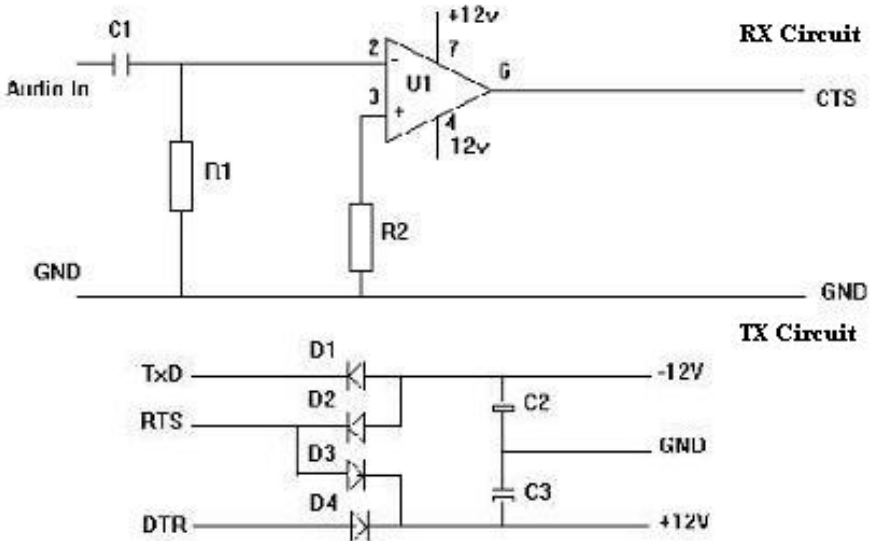 +12v
RX Circuit
C1
2
7
-
Audio In
U1
6
CTS
3
+
4
12v
R1
R2
GND
GND
TX Circuit
D1
TxD
-12V
D2
C2
RTS
GND
D3
C3
D4
DTR
+12V